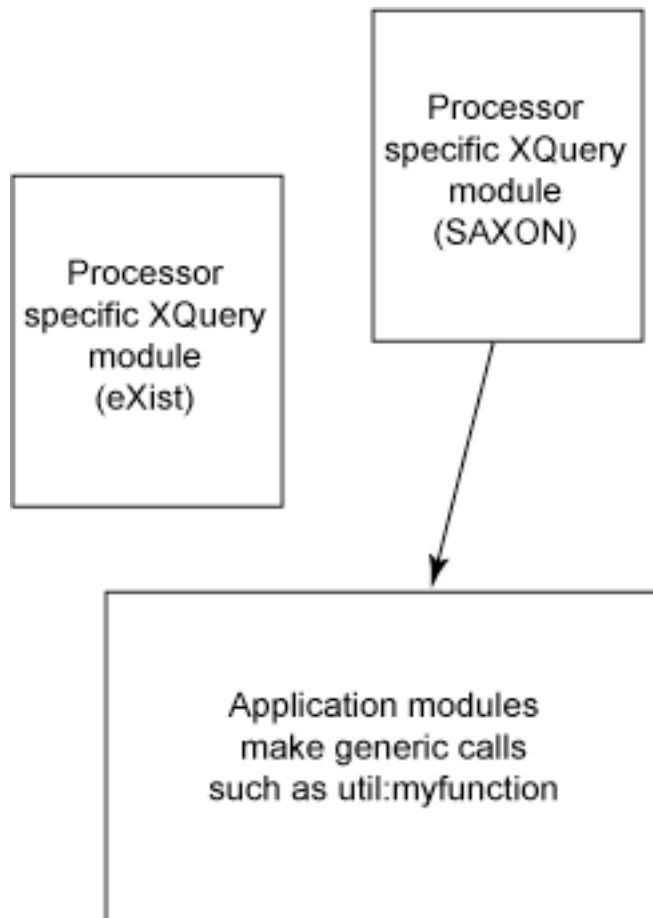 Processor
specific XQuery
module
(SAXON)
Processor
specific XQuery
module
(eXist)
Application modules
make generic calls
such as util:myfunction